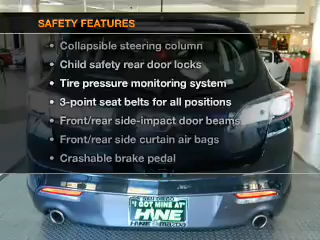 SAFETY FEATURES
• Collapsible steering column
• Child safety rear door locks
• Tire pressure monitoring system
• 3-point seat belts for all positions
• Front/rear side-impact door beams
• Front/rear side curtain air bags
• Crashable brake pedal
"I GOT MINE AT"
HINE